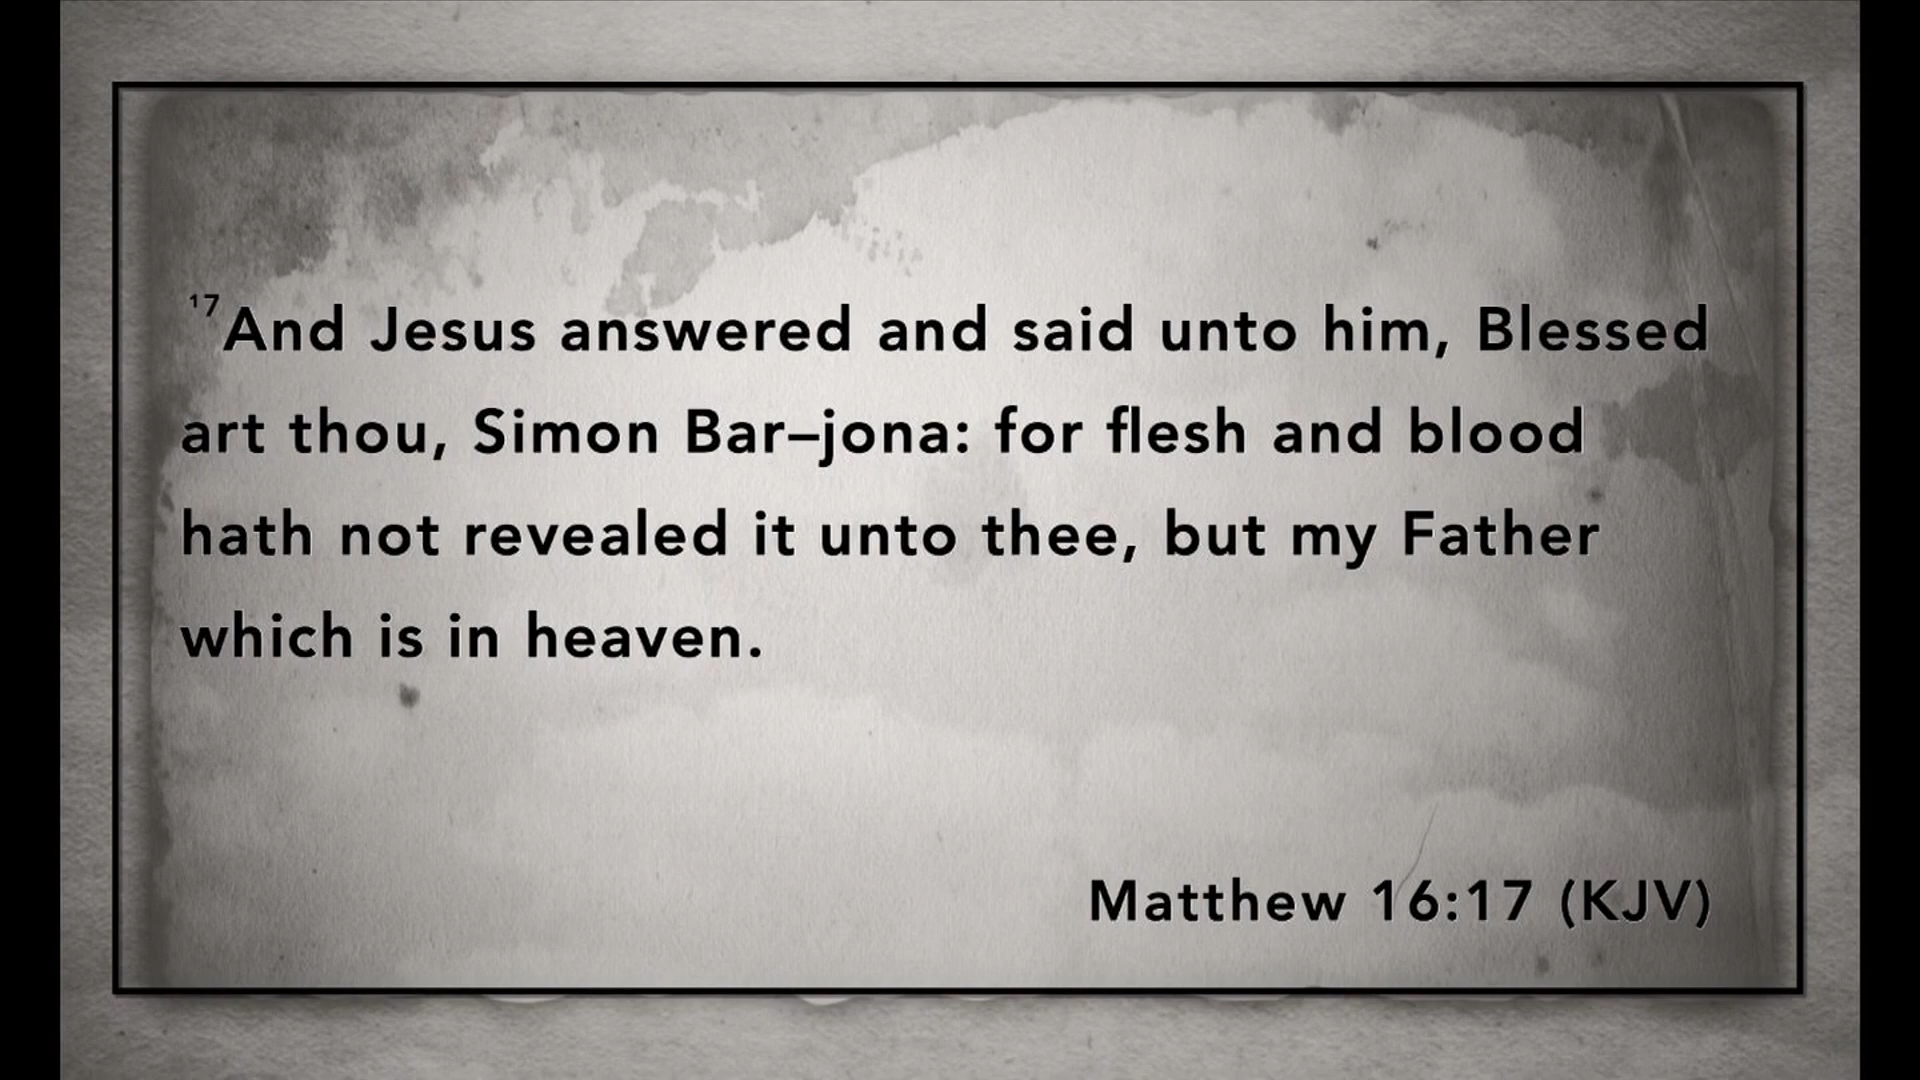 ¹⁷And Jesus answered and said unto him, Blessed
art thou, Simon Bar–jona: for flesh and blood
hath not revealed it unto thee, but my Father
which is in heaven.
Matthew 16:17 (KJV)